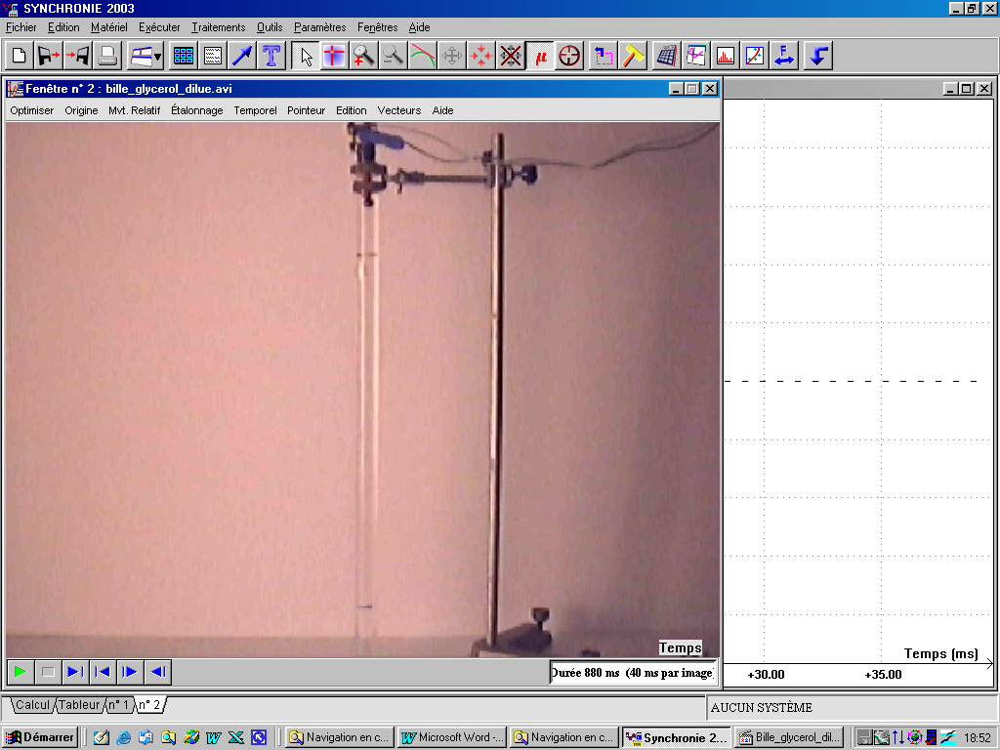 SYNCHRONIE 2003
Fichier Edition Matériel Exécuter Traitements Outils Paramètres Fenêtres Aide
Fenêtre n° 2 : bille_glycerol_dilue.avi
Optimiser Origine Mvt. Relatif Étalonnage Temporel Pointeur Edition Vecteurs Aide
Temps
Durée 880 ms (40 ms par image)
Temps (ms)
+30.00 +35.00
Calcul Tableur n° 1 n° 2
AUCUN SYSTÈME
Démarrer Navigation en c... Microsoft Word -... Navigation en c... Synchronie 2... Bille_glycerol_dil... 18:52